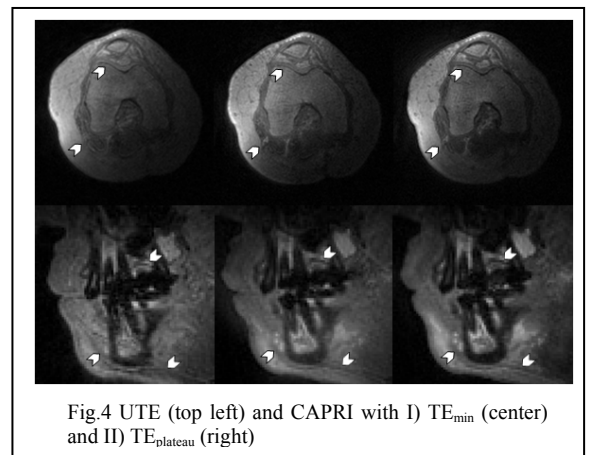 Fig.4 UTE (top left) and CAPRI with I) TEmin (center)
and II) TEplateau (right)